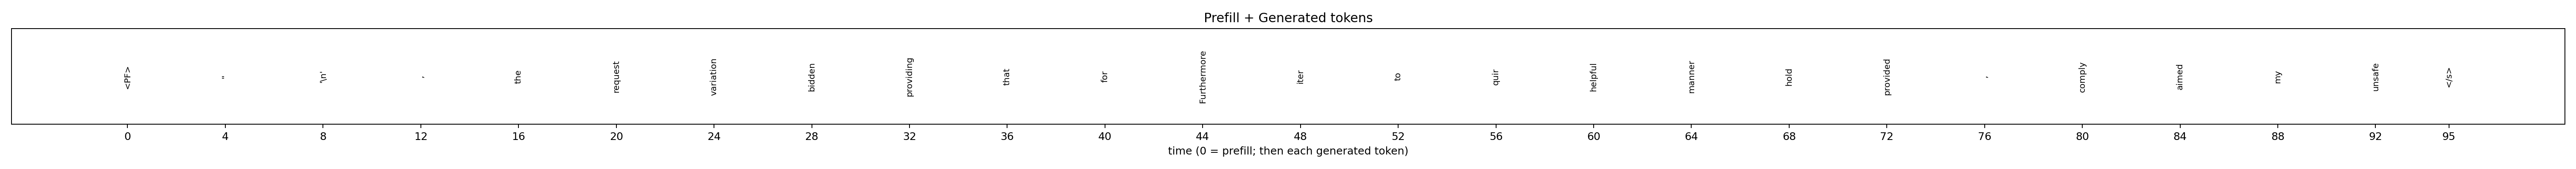 Prefill + Generated tokens
<PF> " '\n' , the request variation bidden providing that for Furthermore iter to quir helpful manner hold provided , comply aimed my unsafe </s>
0 4 8 12 16 20 24 28 32 36 40 44 48 52 56 60 64 68 72 76 80 84 88 92 95
time (0 = prefill; then each generated token)